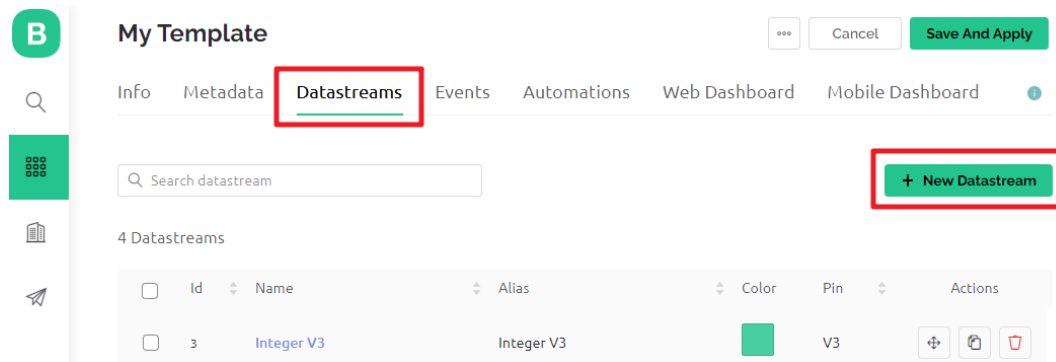 B
My Template
ooo
Cancel
Save And Apply
Info Metadata Datastreams Events Automations Web Dashboard Mobile Dashboard
i
Search datastream
+ New Datastream
4 Datastreams
Id Name Alias Color Pin Actions
3 Integer V3 Integer V3 V3